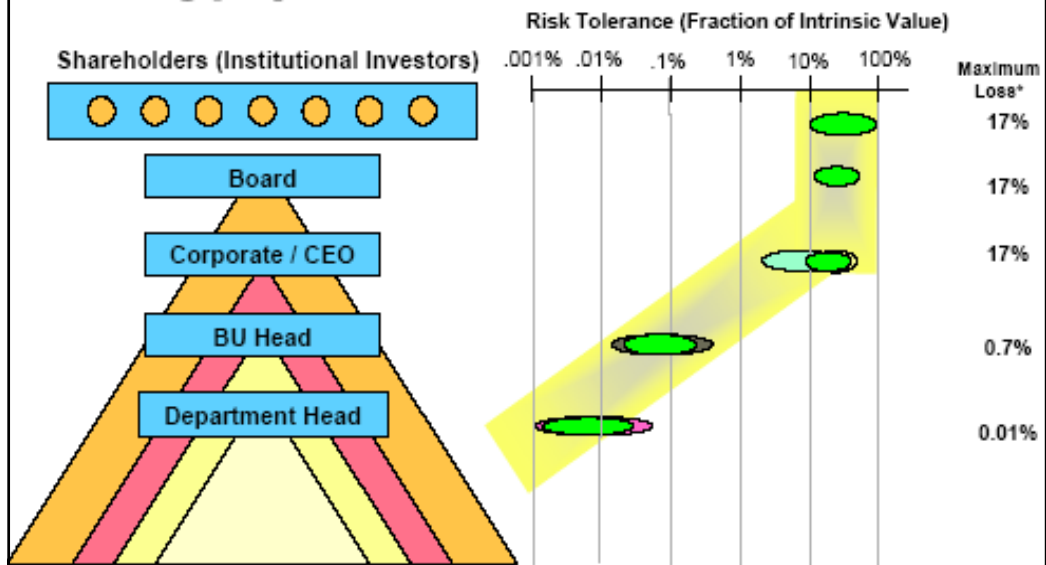 Risk Tolerance (Fraction of Intrinsic Value)
Shareholders (Institutional Investors)
.001% .01% .1% 1% 10% 100%
Maximum
Loss*
17%
Board
17%
Corporate / CEO
17%
BU Head
0.7%
Department Head
0.01%